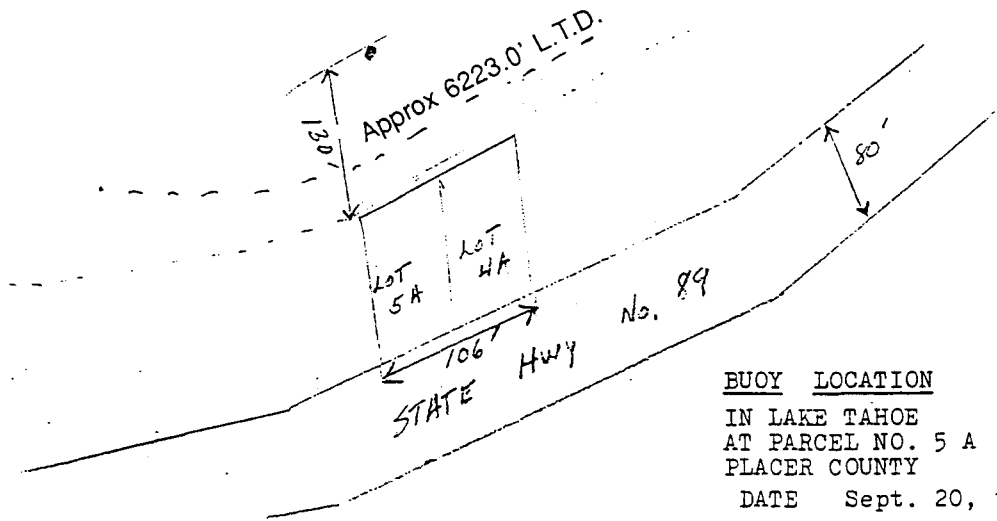 130'
Approx 6223.0' L.T.D.
80'
LOT
5A
LOT
4A
106'
STATE HWY No. 89
BUOY LOCATION
IN LAKE TAHOE
AT PARCEL NO. 5 A
PLACER COUNTY
DATE Sept. 20,